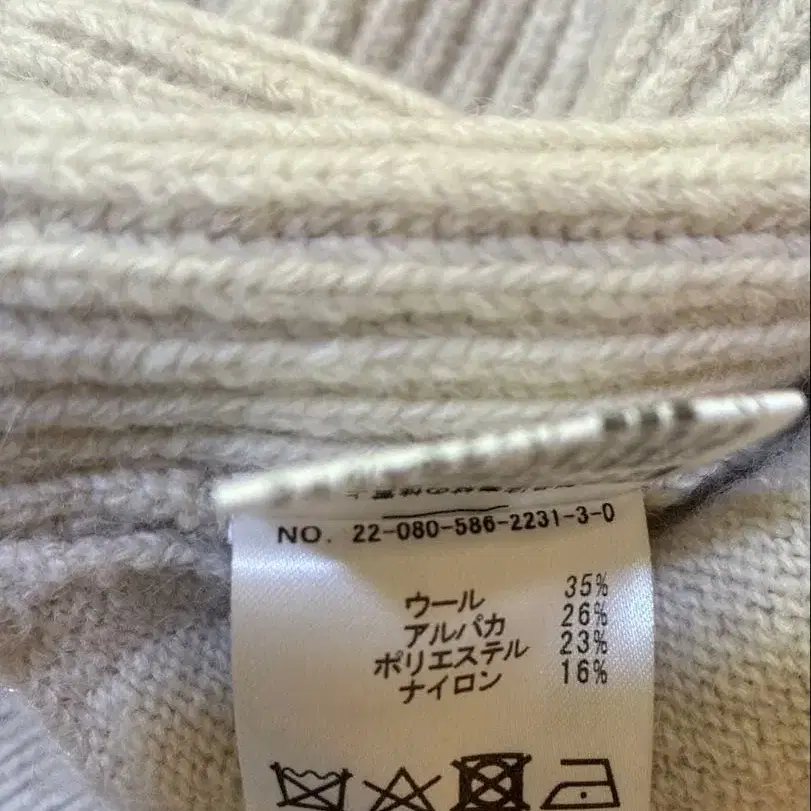 NO. 22-080-586-2231-3-0
ウール 35%
アルパカ 26%
ポリエステル 23%
ナイロン 16%